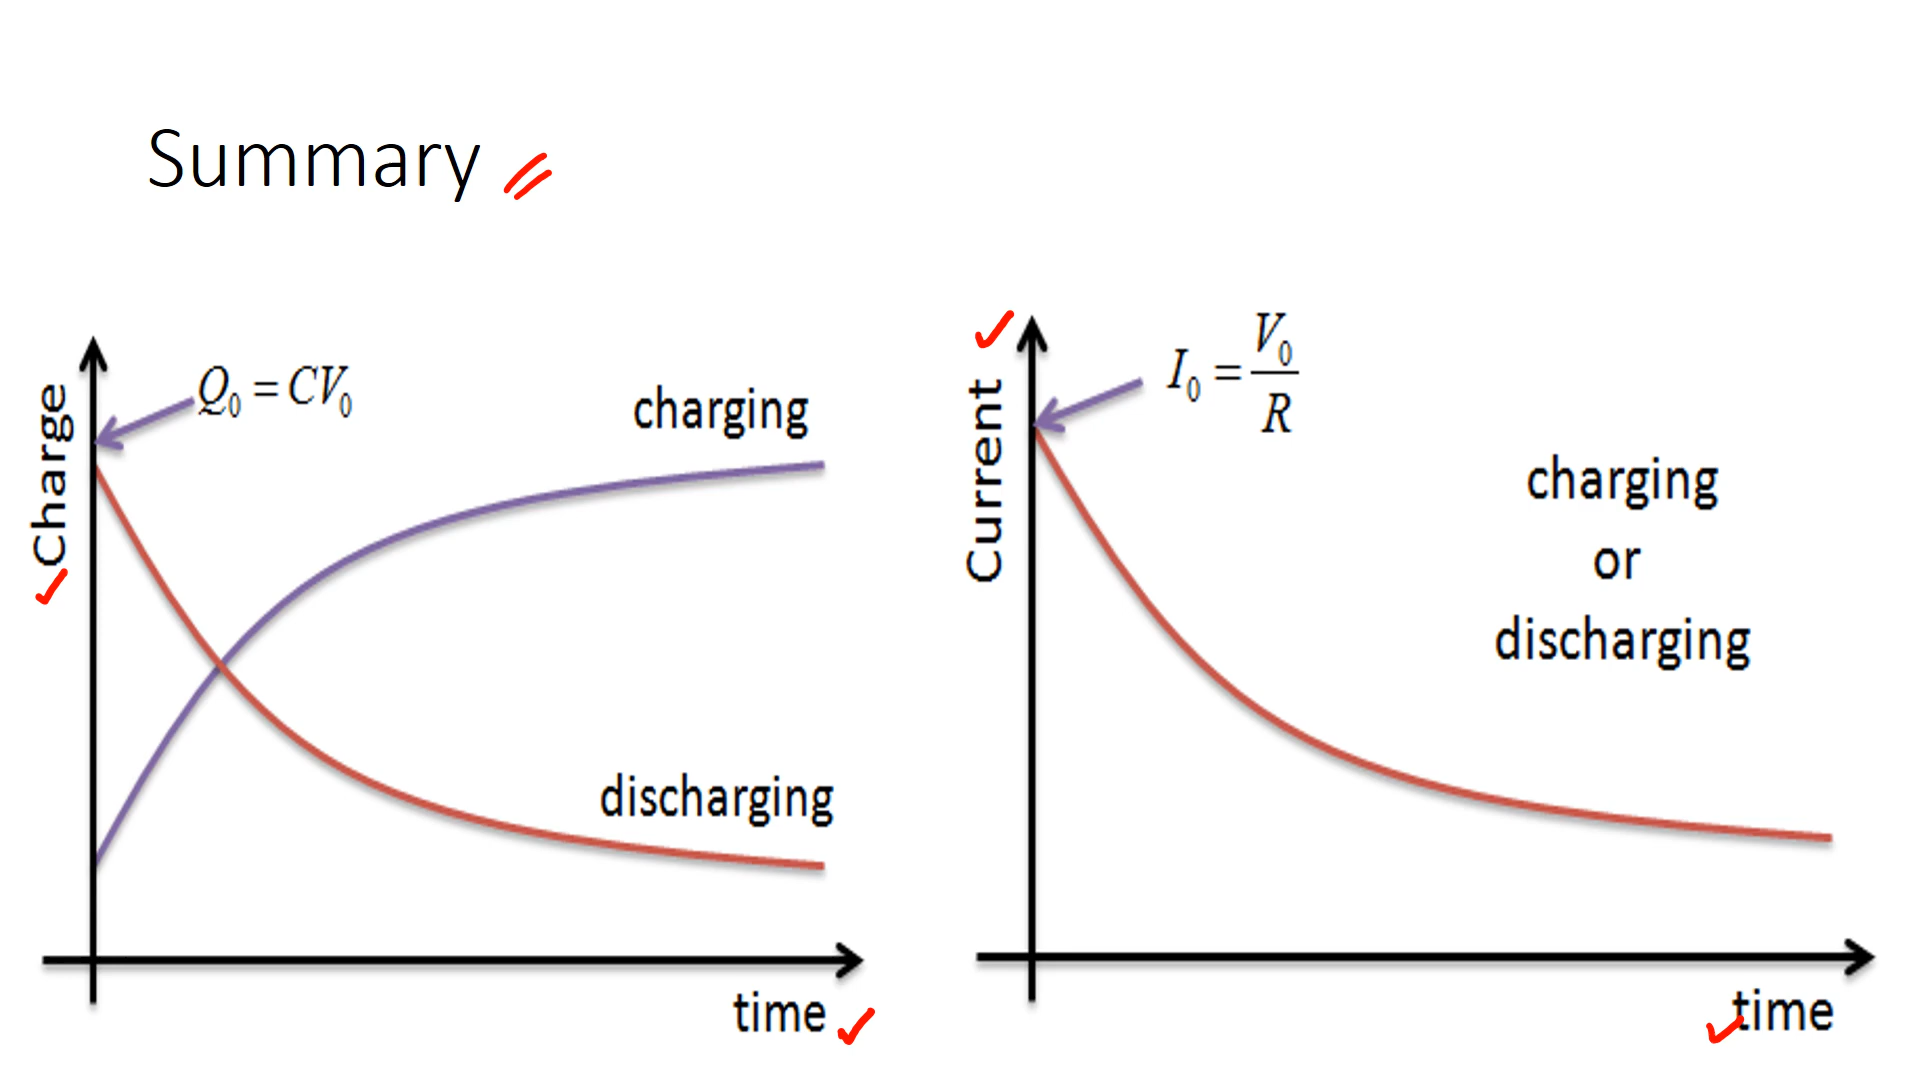 Summary
Charge
Q₀ = CV₀
charging
discharging
time
Current
I₀ = V₀/R
charging
or
discharging
time